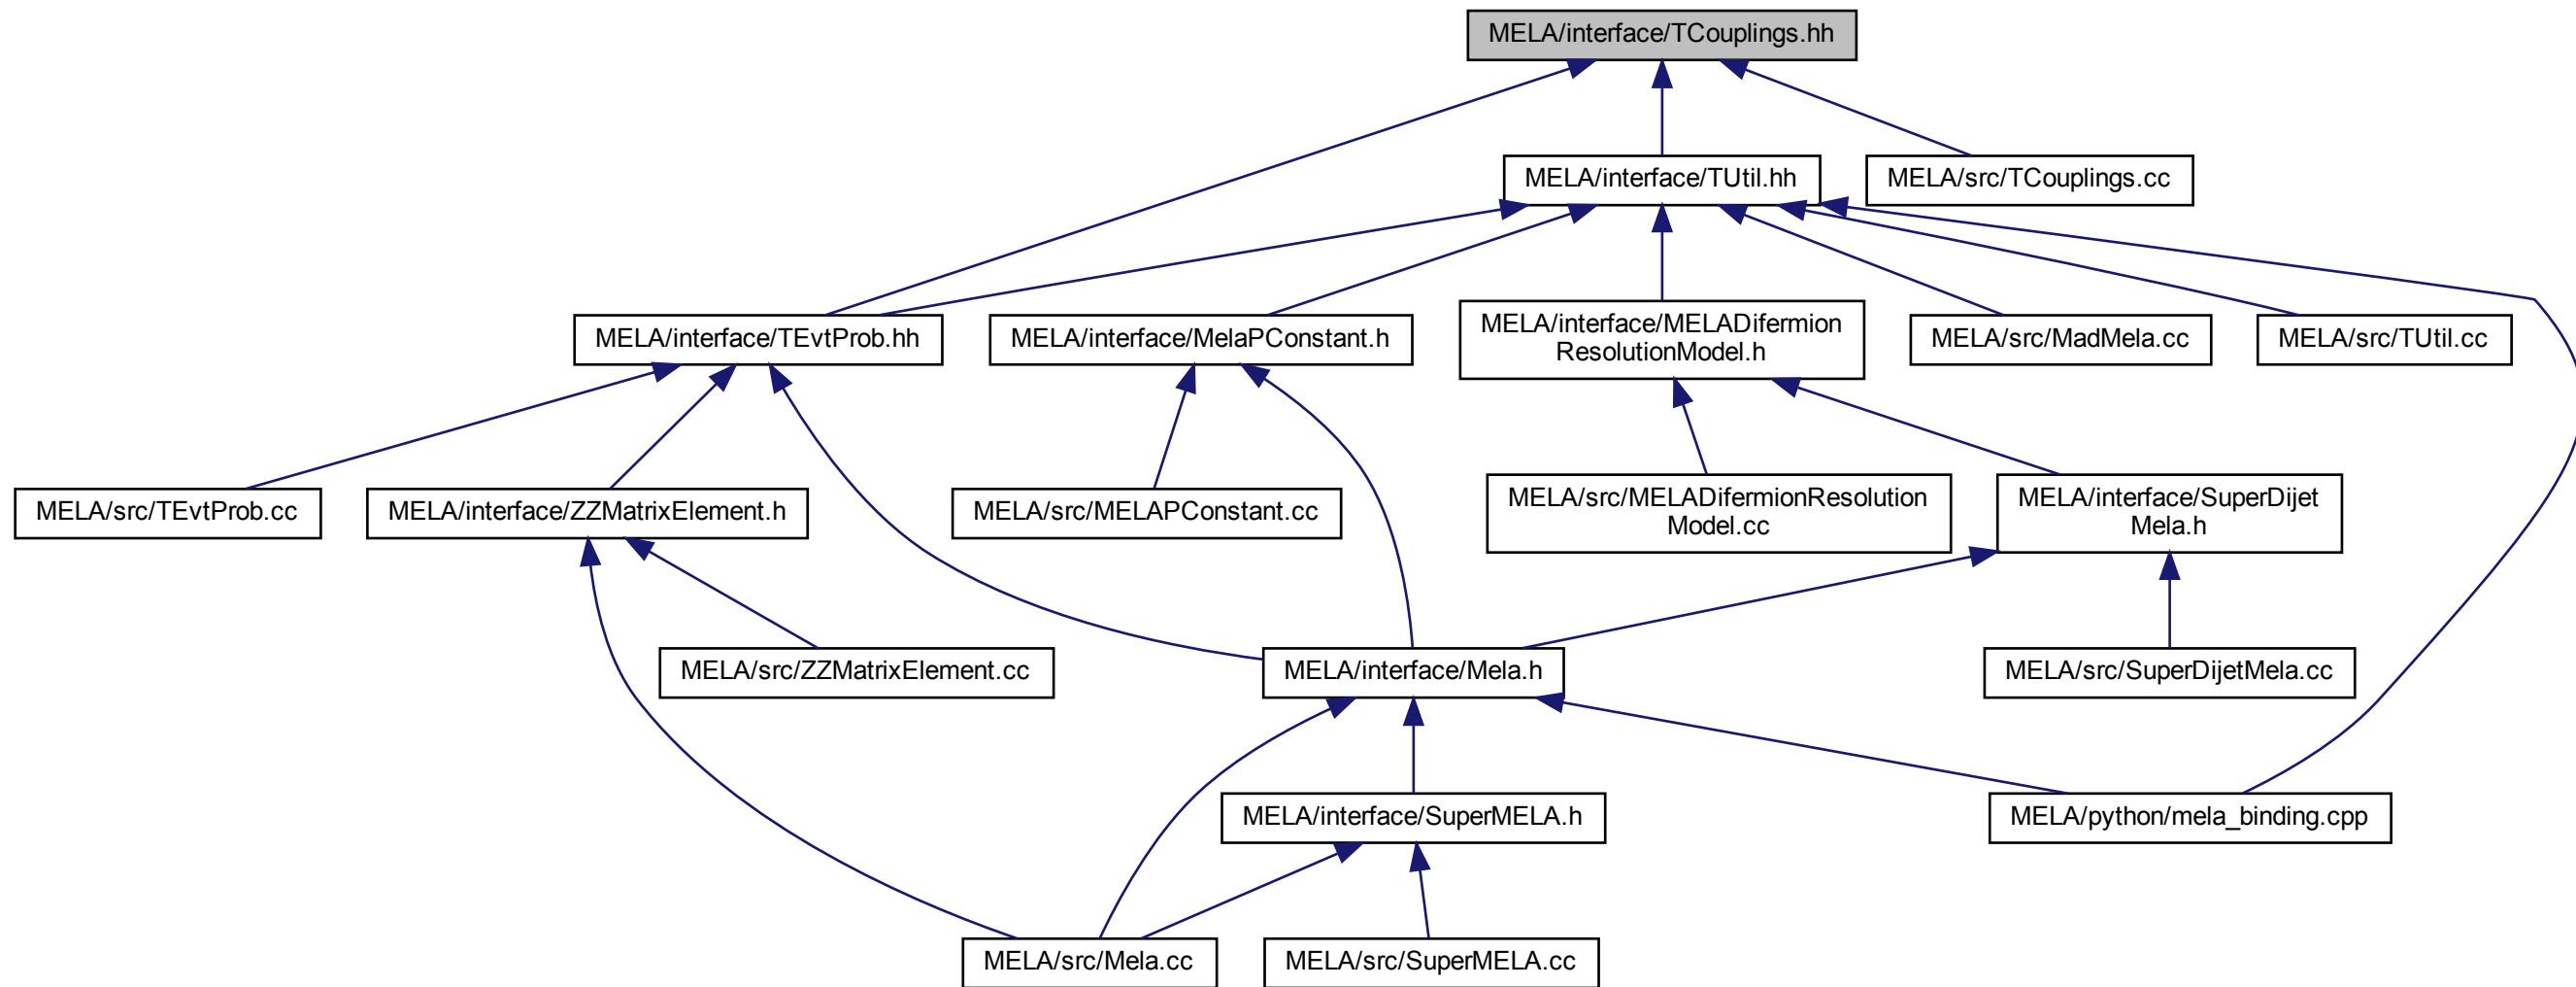 MELA/interface/TCouplings.hh
MELA/interface/TUtil.hh
MELA/src/TCouplings.cc
MELA/interface/TEvtProb.hh
MELA/interface/MelaPConstant.h
MELA/interface/MELADifermion
ResolutionModel.h
MELA/src/MadMela.cc
MELA/src/TUtil.cc
MELA/src/TEvtProb.cc
MELA/interface/ZZMatrixElement.h
MELA/src/MELAPConstant.cc
MELA/src/MELADifermionResolution
Model.cc
MELA/interface/SuperDijet
Mela.h
MELA/src/ZZMatrixElement.cc
MELA/interface/Mela.h
MELA/src/SuperDijetMela.cc
MELA/interface/SuperMELA.h
MELA/python/mela_binding.cpp
MELA/src/Mela.cc
MELA/src/SuperMELA.cc